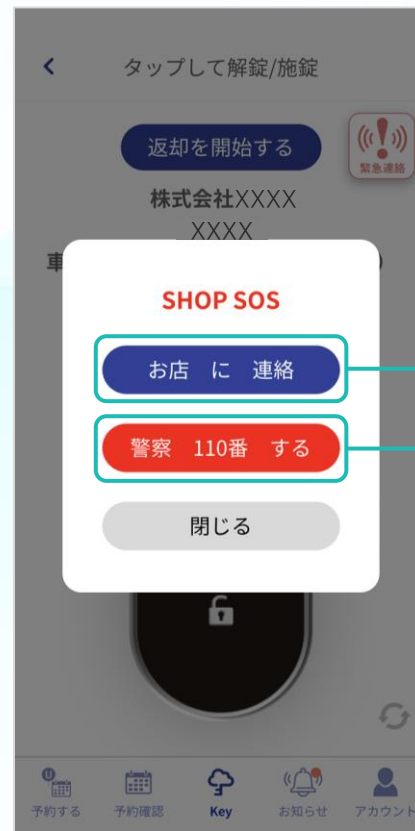 タップして解錠/施錠
返却を開始する
緊急連絡
株式会社XXXX
XXXX
車
)
SHOP SOS
お店 に 連絡
警察 110番 する
閉じる
予約する
予約確認
Key
お知らせ
アカウント